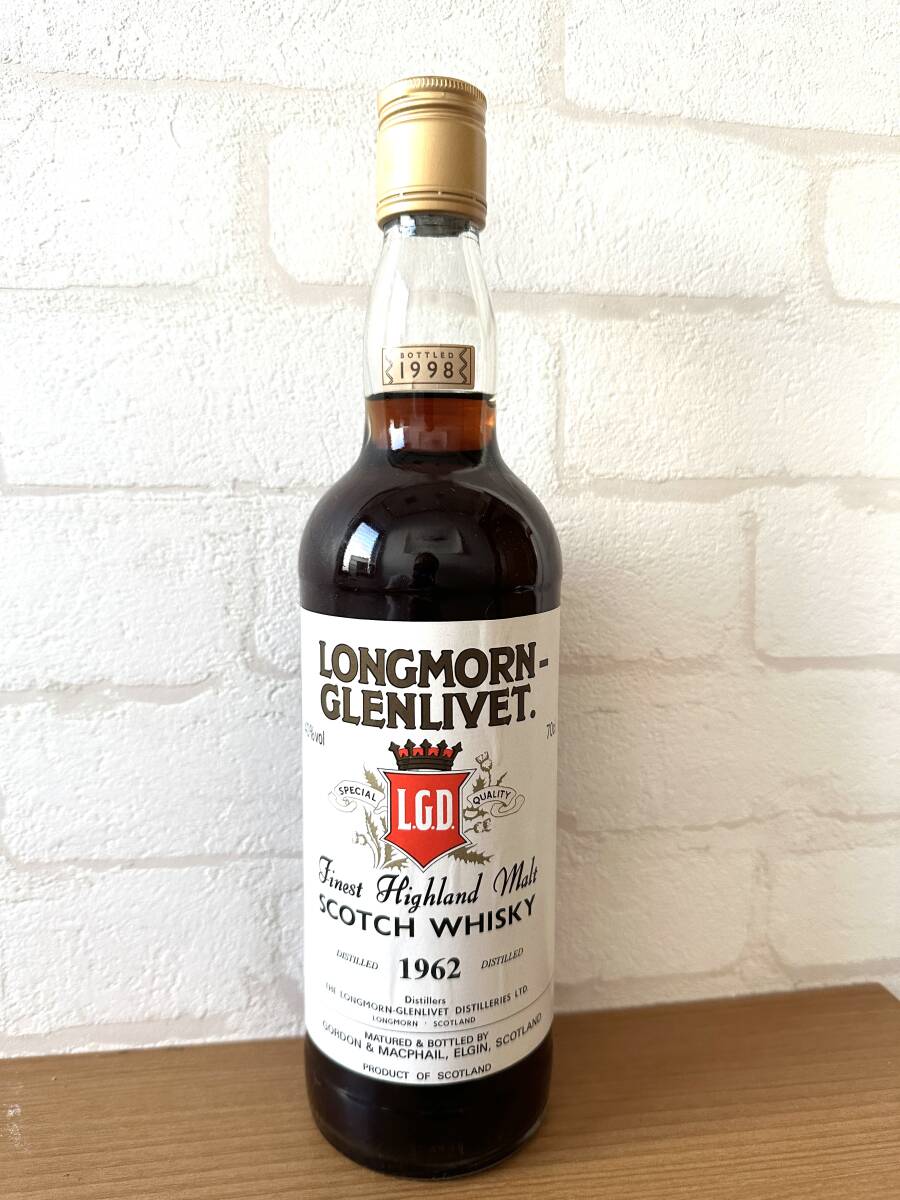 BOTTLED
1998
LONGMORN-
GLENLIVET.
%vol
SPECIAL
L.G.D.
QUALITY
Finest Highland Malt
SCOTCH WHISKY
DISTILLED 1962 DISTILLED
Distillers
THE LONGMORN-GLENLIVET DISTILLERIES LTD.
LONGMORN · SCOTLAND
MATURED & BOTTLED BY
GORDON & MACPHAIL, ELGIN, SCOTLAND
PRODUCT OF SCOTLAND